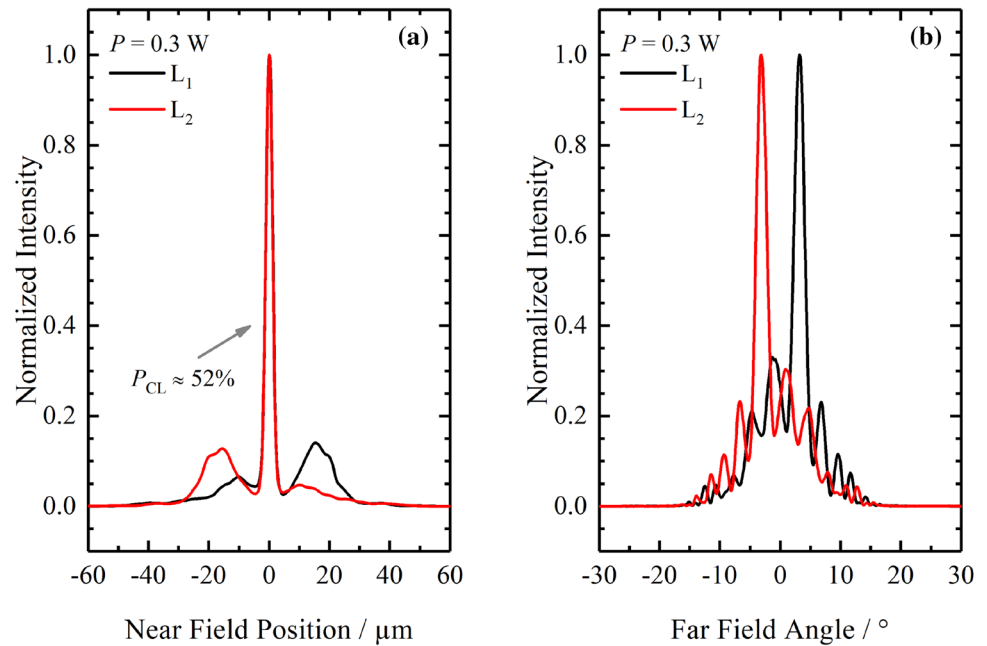 (a)
P = 0.3 W
L1
L2
1.0
0.8
0.6
0.4
0.2
0.0
Normalized Intensity
PCL ≈ 52%
-60 -40 -20 0 20 40 60
Near Field Position / µm
(b)
P = 0.3 W
L1
L2
1.0
0.8
0.6
0.4
0.2
0.0
Normalized Intensity
-30 -20 -10 0 10 20 30
Far Field Angle / °